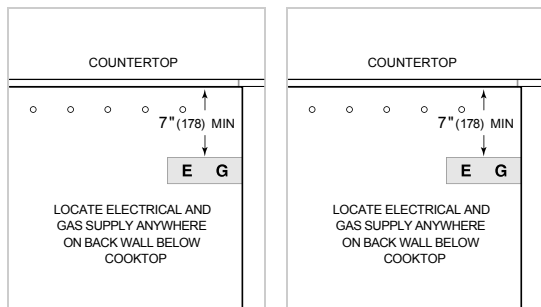 COUNTERTOP
7"(178) MIN
E G
LOCATE ELECTRICAL AND
GAS SUPPLY ANYWHERE
ON BACK WALL BELOW
COOKTOP
COUNTERTOP
7"(178) MIN
E G
LOCATE ELECTRICAL AND
GAS SUPPLY ANYWHERE
ON BACK WALL BELOW
COOKTOP